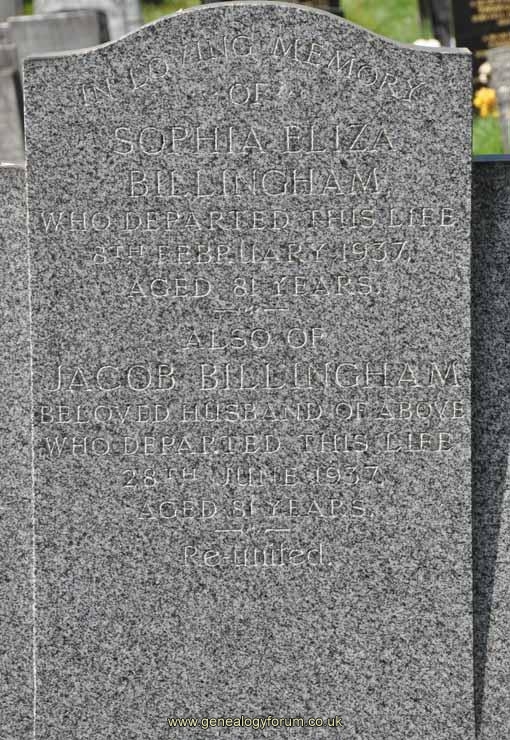 IN LOVING MEMORY
OF
SOPHIA ELIZA
BILLINGHAM,
WHO DEPARTED THIS LIFE
8TH FEBRUARY 1937,
AGED 81 YEARS.
ALSO OF
JACOB BILLINGHAM
BELOVED HUSBAND OF ABOVE
WHO DEPARTED THIS LIFE
28TH JUNE 1937,
AGED 81 YEARS.
Re-united.
www.genealogyforum.co.uk